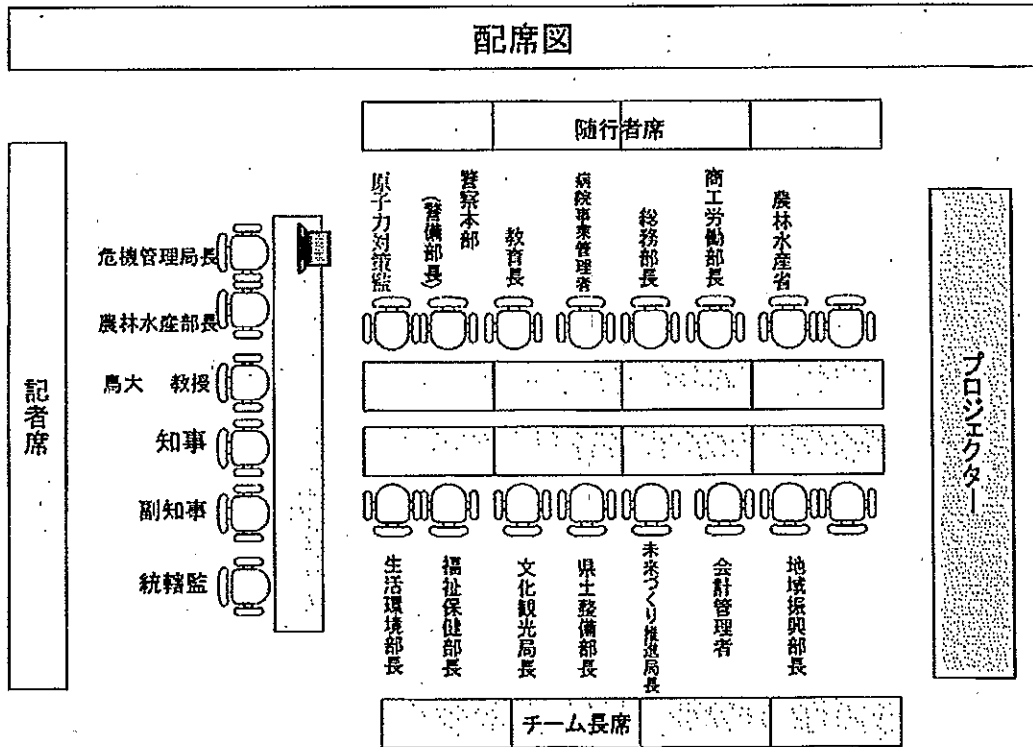 配席図
随行者席
原子力対策監
警察本部
(警備部長)
教育長
病院事業管理者
総務部長
商工労働部長
農林水産省
記者席
危機管理局長
農林水産部長
鳥大 教授
知事
副知事
統轄監
プロジェクター
生活環境部長
福祉保健部長
文化観光局長
県土整備部長
未来づくり推進局長
会計管理者
地域振興部長
チーム長席